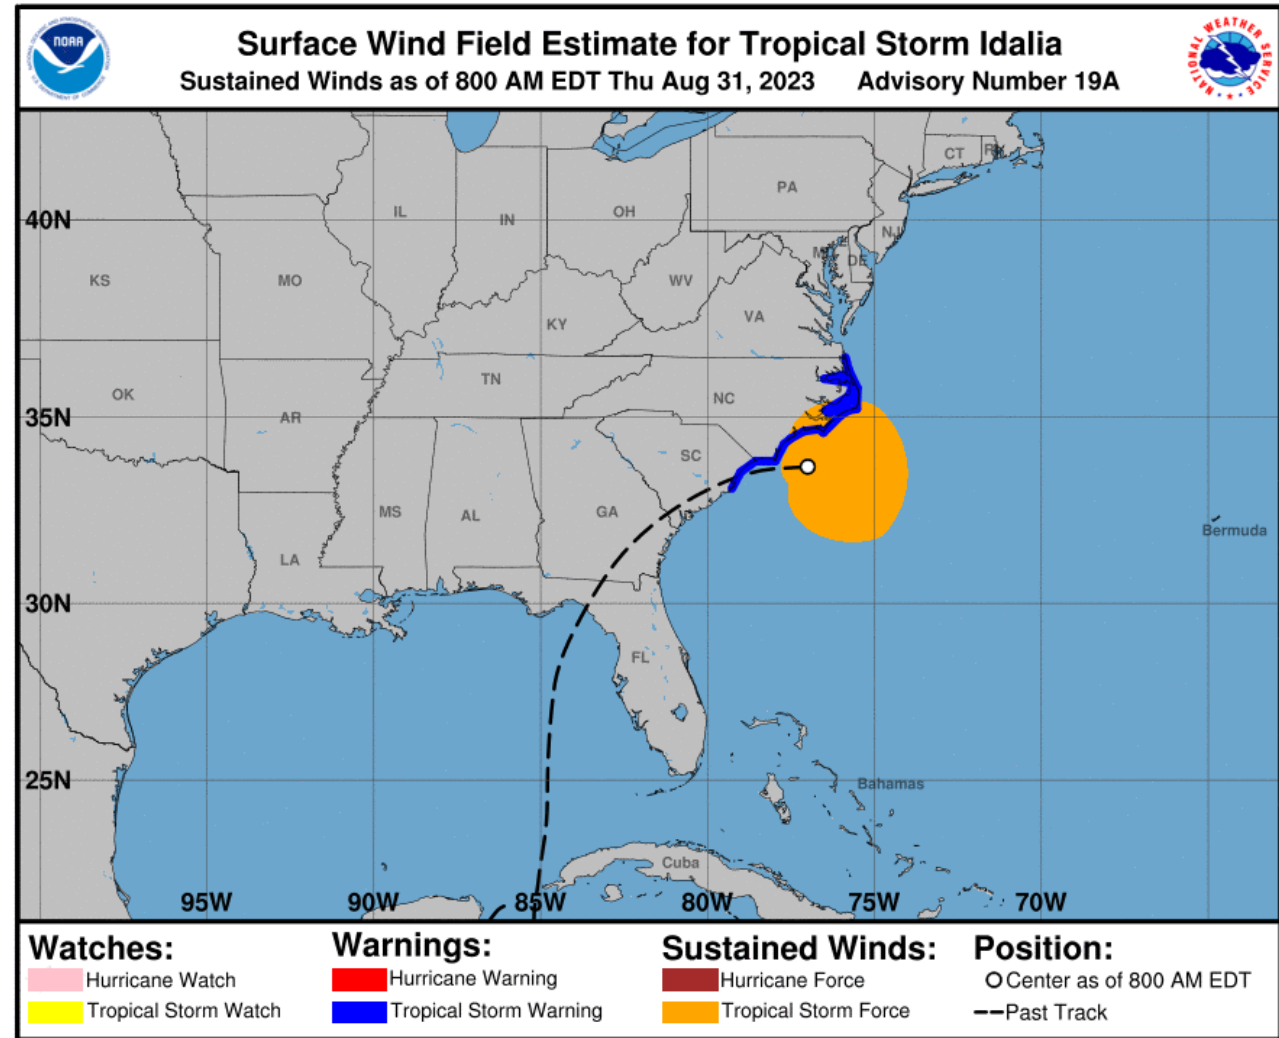 Surface Wind Field Estimate for Tropical Storm Idalia
Sustained Winds as of 800 AM EDT Thu Aug 31, 2023 Advisory Number 19A
NOAA
NATIONAL WEATHER SERVICE
CT
PA
40N
IL
IN
OH
NJ
DE
KS
MO
WV
VA
KY
TN
OK
NC
AR
35N
SC
MS
AL
GA
Bermuda
LA
30N
FL
25N
Bahamas
Cuba
95W
90W
85W
80W
75W
70W
Watches:
Hurricane Watch
Tropical Storm Watch
Warnings:
Hurricane Warning
Tropical Storm Warning
Sustained Winds:
Hurricane Force
Tropical Storm Force
Position:
Center as of 800 AM EDT
Past Track